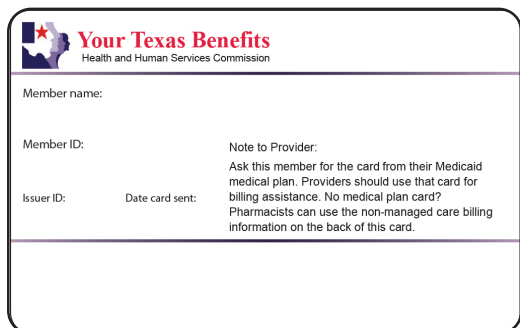 Your Texas Benefits
Health and Human Services Commission
Member name:
Member ID:
Note to Provider:
Ask this member for the card from their Medicaid
medical plan. Providers should use that card for
billing assistance. No medical plan card?
Pharmacists can use the non-managed care billing
information on the back of this card.
Issuer ID:
Date card sent: